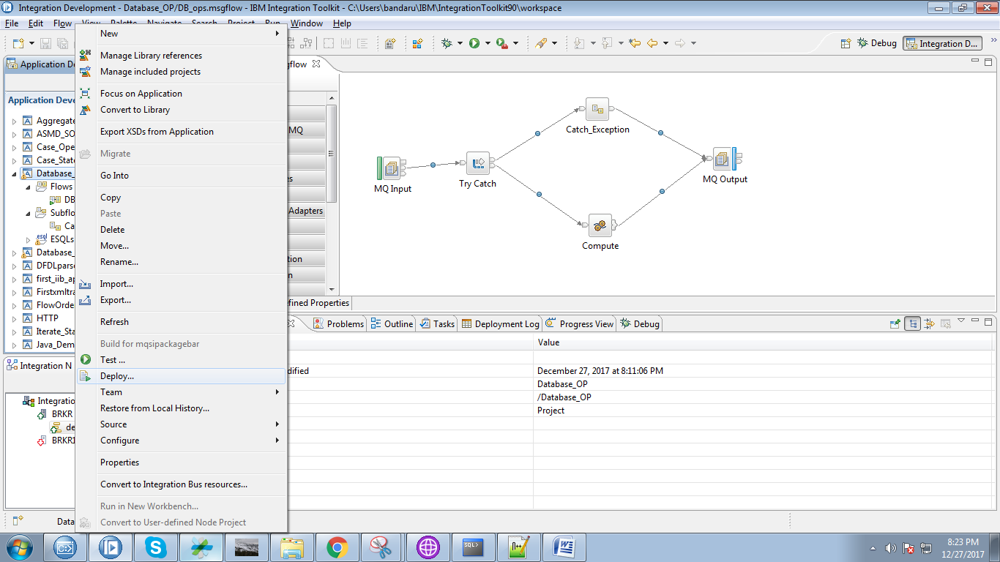 Integration Development - Database_OP/DB_ops.msgflow - IBM Integration Toolkit - C:\Users\bandaru\IBM\IntegrationToolkit90\workspace
File Edit Flow View Palette Navigate Search Project Run Window Help
Debug Integration D...
Application De
flow
Application Deve
Aggregate
ASMD_SO
Case_Ope
Case_State
Database_
Flows
DB
Subflo
Ca
esql ESQLs
Database_
DFDLparse
first_iib_ap
Firstxmltra
FlowOrde
HTTP
Iterate_Sta
Java_Dem
Integration N
Integratio
BRKR
de
BRKR1
Data
New
Manage Library references
Manage included projects
Focus on Application
Convert to Library
Export XSDs from Application
Migrate
Go Into
Copy
Paste
Delete
Move...
Rename...
Import...
Export...
Refresh
Build for mqsipackagebar
Test ...
Deploy...
Team
Restore from Local History...
Source
Configure
Properties
Convert to Integration Bus resources...
Run in New Workbench...
Convert to User-defined Node Project
MQ
es
Adapters
tion
n
MQ Input
Try Catch
Catch_Exception
Compute
MQ Output
efined Properties
Problems Outline Tasks Deployment Log Progress View Debug
Value
dified December 27, 2017 at 8:11:06 PM
Database_OP
/Database_OP
Project
SQL>
8:23 PM
12/27/2017